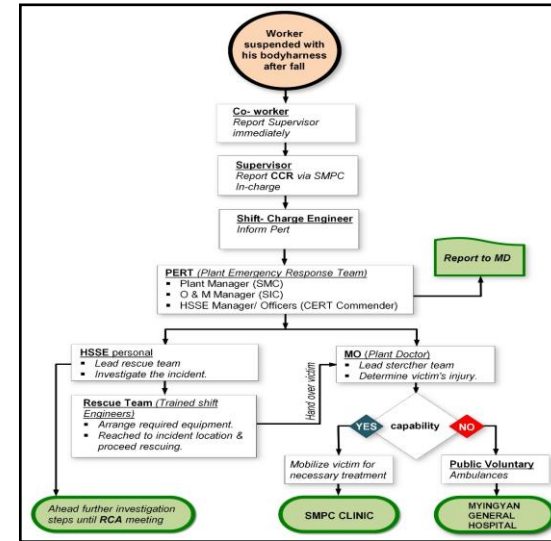 Worker
suspended with
his bodyharness
after fall
Co- worker
Report Supervisor
immediately
Supervisor
Report CCR via SMPC
In-charge
Shift- Charge Engineer
Inform Pert
Report to MD
PERT (Plant Emergency Response Team)
▪ Plant Manager (SMC)
▪ O & M Manager (SIC)
▪ HSSE Manager/ Officers (CERT Commender)
HSSE personal
▪ Lead rescue team
▪ Investigate the incident.
Rescue Team (Trained shift
Engineers)
▪ Arrange required equipment.
▪ Reached to incident location &
proceed rescuing.
Hand over victim
MO (Plant Doctor)
▪ Lead stercther team
▪ Determine victim's injury.
YES
capability
NO
Mobilize victim for
necessary treatment
Public Voluntary
Ambulances
Ahead further investigation
steps until RCA meeting
SMPC CLINIC
MYINGYAN
GENERAL
HOSPITAL